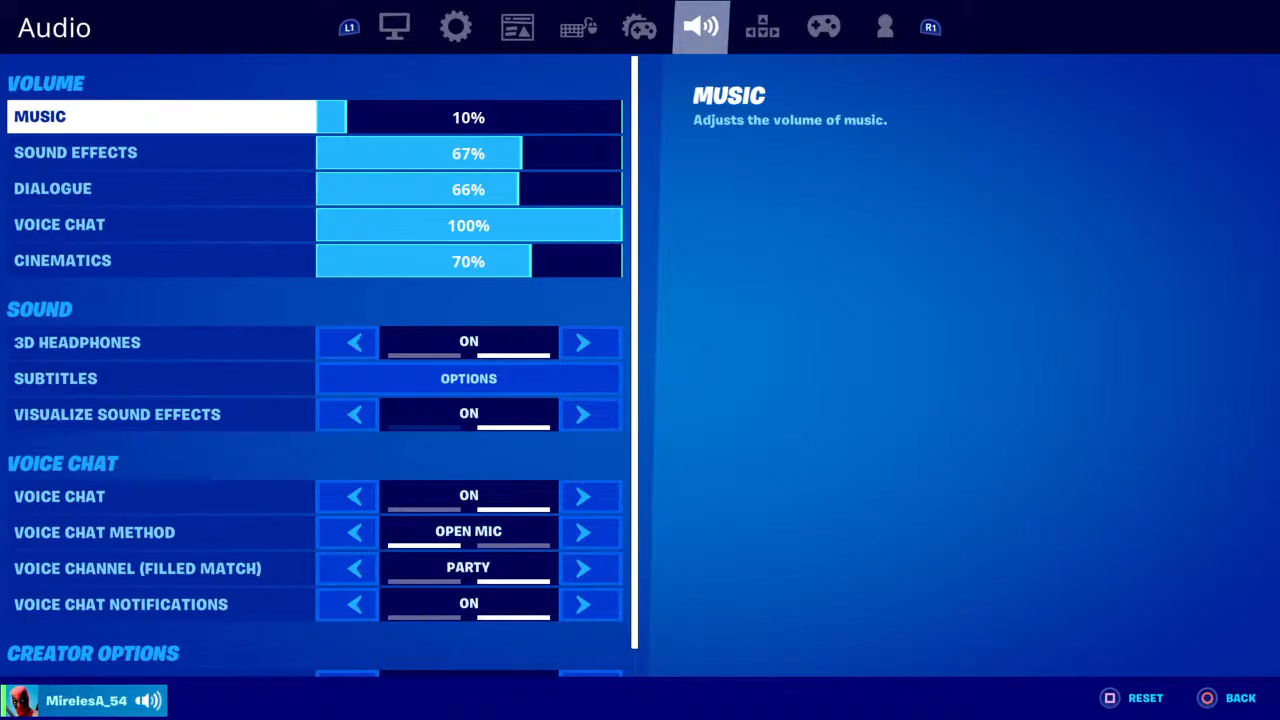 Audio
L1
R1
VOLUME
MUSIC 10%
SOUND EFFECTS 67%
DIALOGUE 66%
VOICE CHAT 100%
CINEMATICS 70%
SOUND
3D HEADPHONES ON
SUBTITLES OPTIONS
VISUALIZE SOUND EFFECTS ON
VOICE CHAT
VOICE CHAT ON
VOICE CHAT METHOD OPEN MIC
VOICE CHANNEL (FILLED MATCH) PARTY
VOICE CHAT NOTIFICATIONS ON
CREATOR OPTIONS
MUSIC
Adjusts the volume of music.
MirelesA_54
RESET
BACK